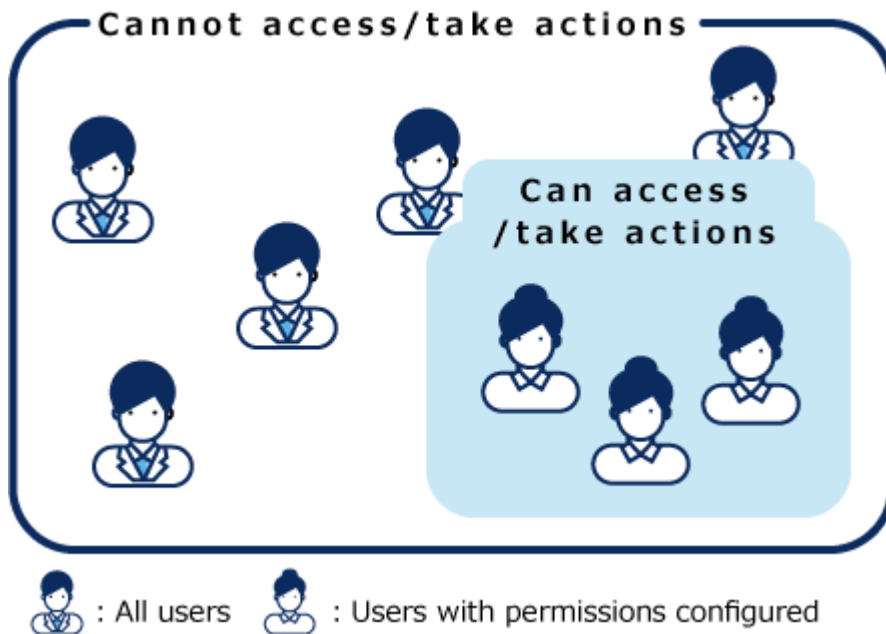 Cannot access/take actions
Can access
/take actions
: All users
: Users with permissions configured